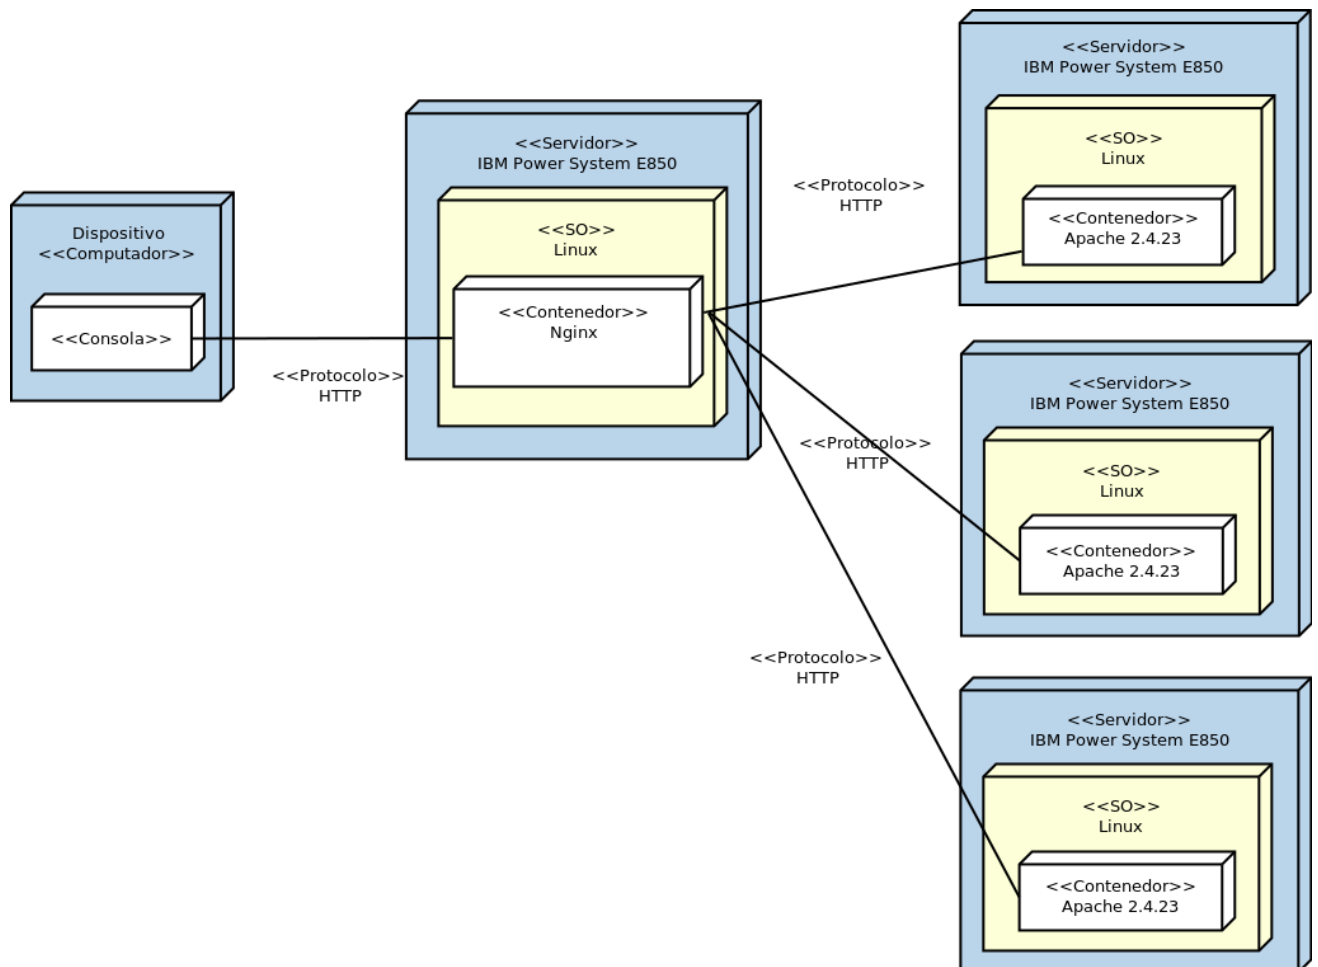 Dispositivo
<<Computador>>
<<Consola>>
<<Protocolo>>
HTTP
<<Servidor>>
IBM Power System E850
<<SO>>
Linux
<<Contenedor>>
Nginx
<<Protocolo>>
HTTP
<<Servidor>>
IBM Power System E850
<<SO>>
Linux
<<Contenedor>>
Apache 2.4.23
<<Protocolo>>
HTTP
<<Servidor>>
IBM Power System E850
<<SO>>
Linux
<<Contenedor>>
Apache 2.4.23
<<Protocolo>>
HTTP
<<Servidor>>
IBM Power System E850
<<SO>>
Linux
<<Contenedor>>
Apache 2.4.23